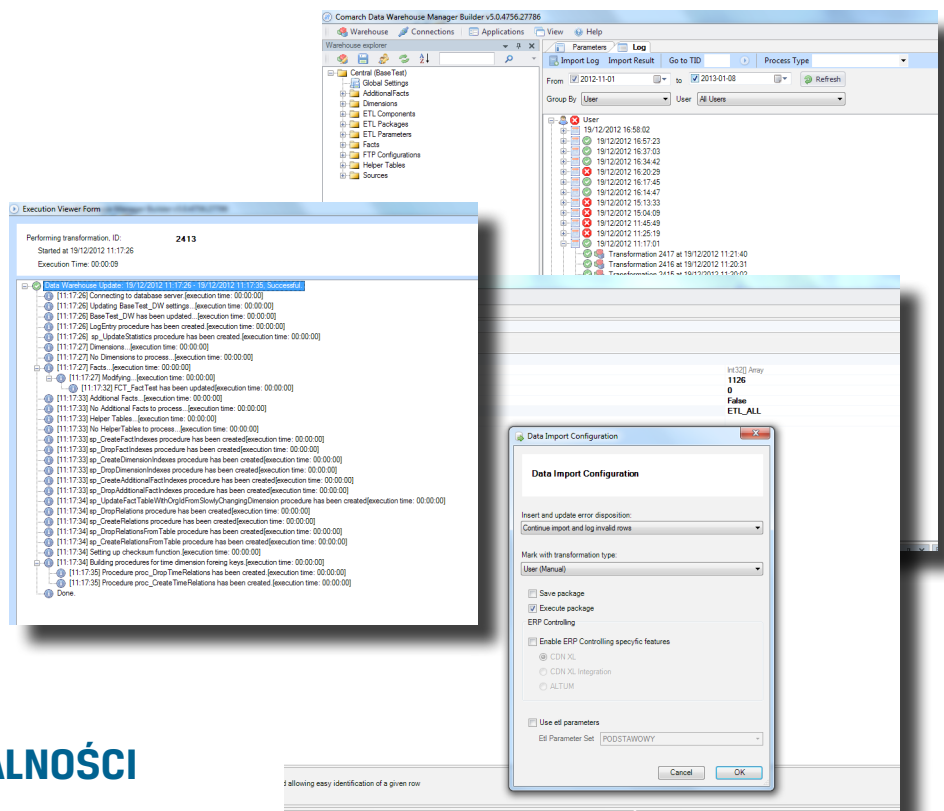 Comarch Data Warehouse Manager Builder v5.0.4756.27786
Warehouse Connections Applications View Help
Warehouse explorer
Parameters Log
Import Log Import Result Go to TID Process Type
From 2012-11-01 to 2013-01-08 Refresh
Group By User User All Users
Central (BaseTest)
Global Settings
AdditionalFacts
Dimensions
ETL Components
ETL Packages
ETL Parameters
Facts
FTP Configurations
Helper Tables
Sources
User
19/12/2012 16:58:02
19/12/2012 16:57:23
19/12/2012 16:37:03
19/12/2012 16:34:42
19/12/2012 16:20:29
19/12/2012 16:17:45
19/12/2012 16:14:47
19/12/2012 15:13:33
19/12/2012 15:04:09
19/12/2012 11:45:49
19/12/2012 11:25:19
19/12/2012 11:17:01
Transformation 2417 at 19/12/2012 11:21:40
Transformation 2416 at 19/12/2012 11:20:31
Transformation 2415 at 19/12/2012 11:20:02
Execution Viewer Form
Performing transformation, ID: 2413
Started at 19/12/2012 11:17:26
Execution Time: 00:00:09
Data Warehouse Update: 19/12/2012 11:17:26 - 19/12/2012 11:17:35, Successful.
[11:17:26] Connecting to database server.[execution time: 00:00:00]
[11:17:26] Updating BaseTest_DW settings...[execution time: 00:00:00]
[11:17:26] BaseTest_DW has been updated...[execution time: 00:00:00]
[11:17:26] LogEntry procedure has been created.[execution time: 00:00:00]
[11:17:26] sp_UpdateStatistics procedure has been created.[execution time: 00:00:00]
[11:17:27] Dimensions...[execution time: 00:00:00]
[11:17:27] No Dimensions to process...[execution time: 00:00:00]
[11:17:27] Facts...[execution time: 00:00:00]
[11:17:27] Modifying...[execution time: 00:00:00]
[11:17:32] FCT_FactTest has been updated[execution time: 00:00:00]
[11:17:33] Additional Facts...[execution time: 00:00:00]
[11:17:33] No Additional Facts to process...[execution time: 00:00:00]
[11:17:33] Helper Tables...[execution time: 00:00:00]
[11:17:33] No HelperTables to process...[execution time: 00:00:00]
[11:17:33] sp_CreateFactIndexes procedure has been created[execution time: 00:00:00]
[11:17:33] sp_DropFactIndexes procedure has been created[execution time: 00:00:00]
[11:17:33] sp_CreateDimensionIndexes procedure has been created[execution time: 00:00:00]
[11:17:33] sp_DropDimensionIndexes procedure has been created[execution time: 00:00:00]
[11:17:33] sp_CreateAdditionalFactIndexes procedure has been created[execution time: 00:00:00]
[11:17:33] sp_DropAdditionalFactIndexes procedure has been created[execution time: 00:00:00]
[11:17:34] sp_UpdateFactTableWithOrgIdFromSlowlyChangingDimension procedure has been created[execution time: 00:00:00]
[11:17:34] sp_DropRelations procedure has been created[execution time: 00:00:00]
[11:17:34] sp_CreateRelations procedure has been created[execution time: 00:00:00]
[11:17:34] sp_DropRelationsFromTable procedure has been created[execution time: 00:00:00]
[11:17:34] sp_CreateRelationsFromTable procedure has been created[execution time: 00:00:00]
[11:17:34] Setting up checksum function.[execution time: 00:00:00]
[11:17:34] Building procedures for time dimension foreing keys.[execution time: 00:00:00]
[11:17:35] Procedure proc_DropTimeRelations has been created.[execution time: 00:00:00]
[11:17:35] Procedure proc_CreateTimeRelations has been created.[execution time: 00:00:00]
Done.
Int32[] Array
1126
0
False
ETL_ALL
Data Import Configuration
Data Import Configuration
Insert and update error disposition:
Continue import and log invalid rows
Mark with transformation type:
User (Manual)
Save package
Execute package
ERP Controlling
Enable ERP Controlling specyfic features
CDN XL
CDN XL Integration
ALTUM
Use etl parameters
Etl Parameter Set PODSTAWOWY
Cancel OK
ALNOŚCI
d allowing easy identification of a given row